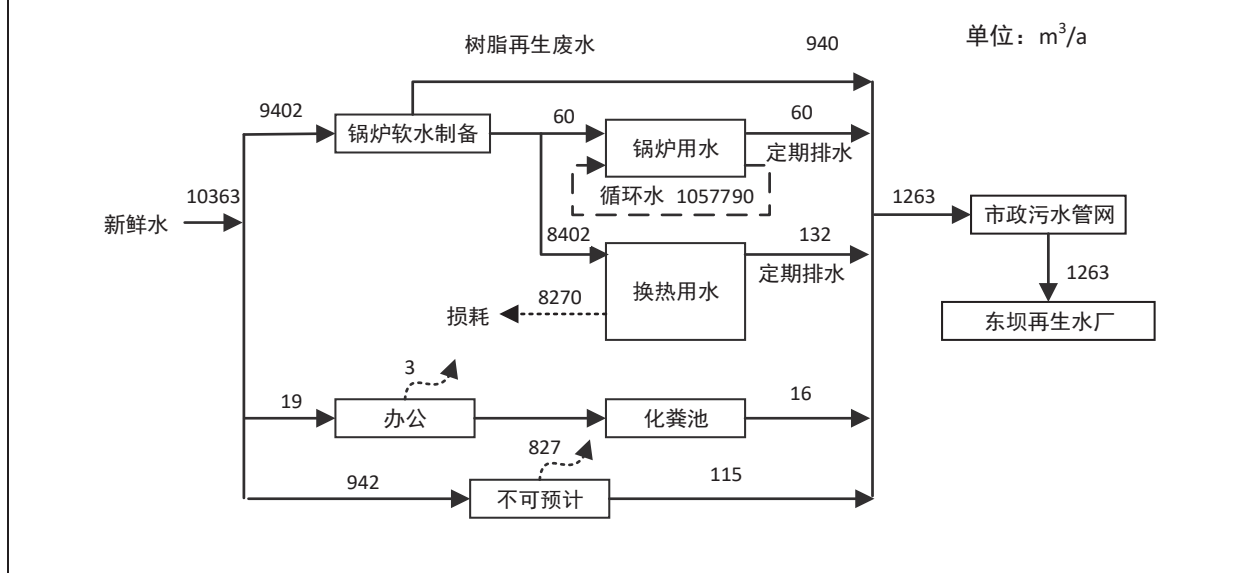 单位：m³/a
树脂再生废水
940
9402
锅炉软水制备
60
锅炉用水
60
定期排水
循环水 1057790
10363
新鲜水
1263
市政污水管网
8402
换热用水
132
定期排水
1263
8270
损耗
东坝再生水厂
3
19
办公
化粪池
16
827
942
不可预计
115